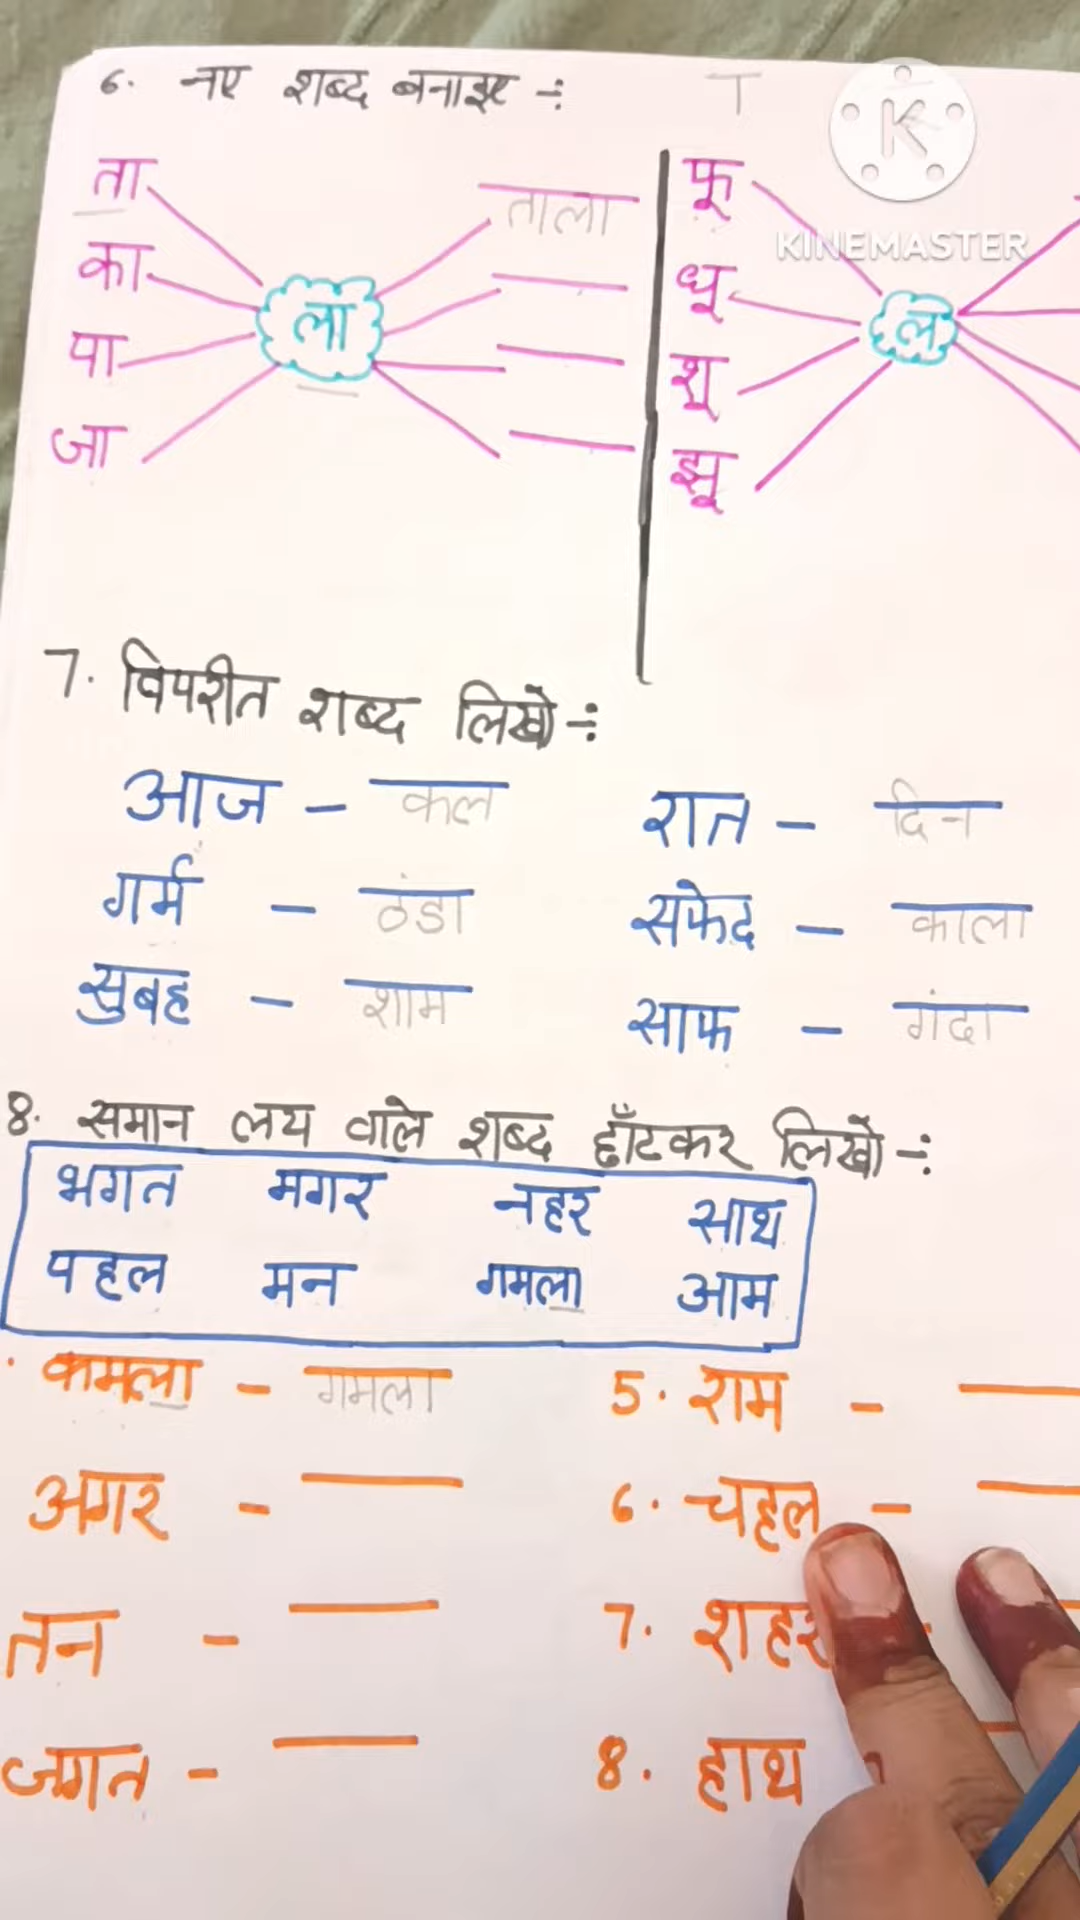 6. नए शब्द बनाइए -:
T
K
KINEMASTER
ता
का
पा
जा
ला
ताला
फू
धू
शू
झू
ल
7. विपरीत शब्द लिखो -:
आज - कल रात - दिन
गर्म - ठंडा सफेद - काला
सुबह - शाम साफ - गंदा
8. समान लय वाले शब्द छाँटकर लिखो -:
भगत मगर नहर साथ
पहल मन गमला आम
कमला - गमला 5. राम -
अगर - 6. चहल -
तन - 7. शहर -
जगत - 8. हाथ